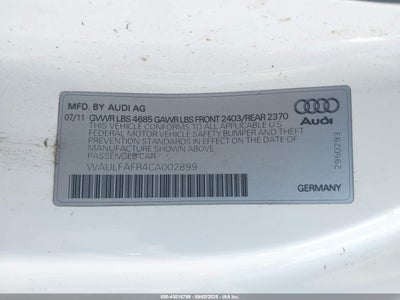 MFD. BY AUDI AG
07/11 GVWR LBS 4685 GAWR LBS FRONT 2403/REAR 2370
THIS VEHICLE CONFORMS TO ALL APPLICABLE U.S.
FEDERAL MOTOR VEHICLE SAFETY, BUMPER AND THEFT
PREVENTION STANDARDS IN EFFECT ON THE DATE OF
MANUFACTURE SHOWN ABOVE.
PASSENGER CAR
WAULFAFR4CA002899
Audi
2950293
GERMANY